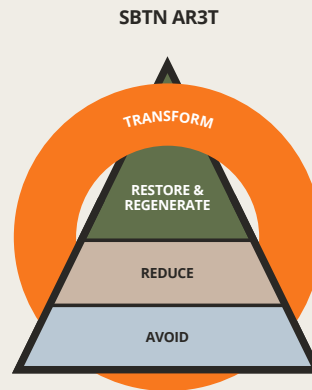 SBTN AR3T
TRANSFORM
RESTORE &
REGENERATE
REDUCE
AVOID